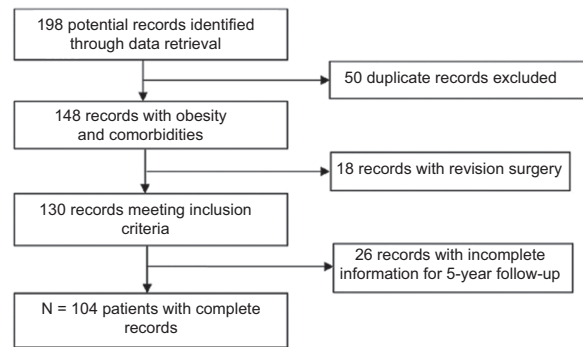 198 potential records identified
through data retrieval
50 duplicate records excluded
148 records with obesity
and comorbidities
18 records with revision surgery
130 records meeting inclusion
criteria
26 records with incomplete
information for 5-year follow-up
N = 104 patients with complete
records